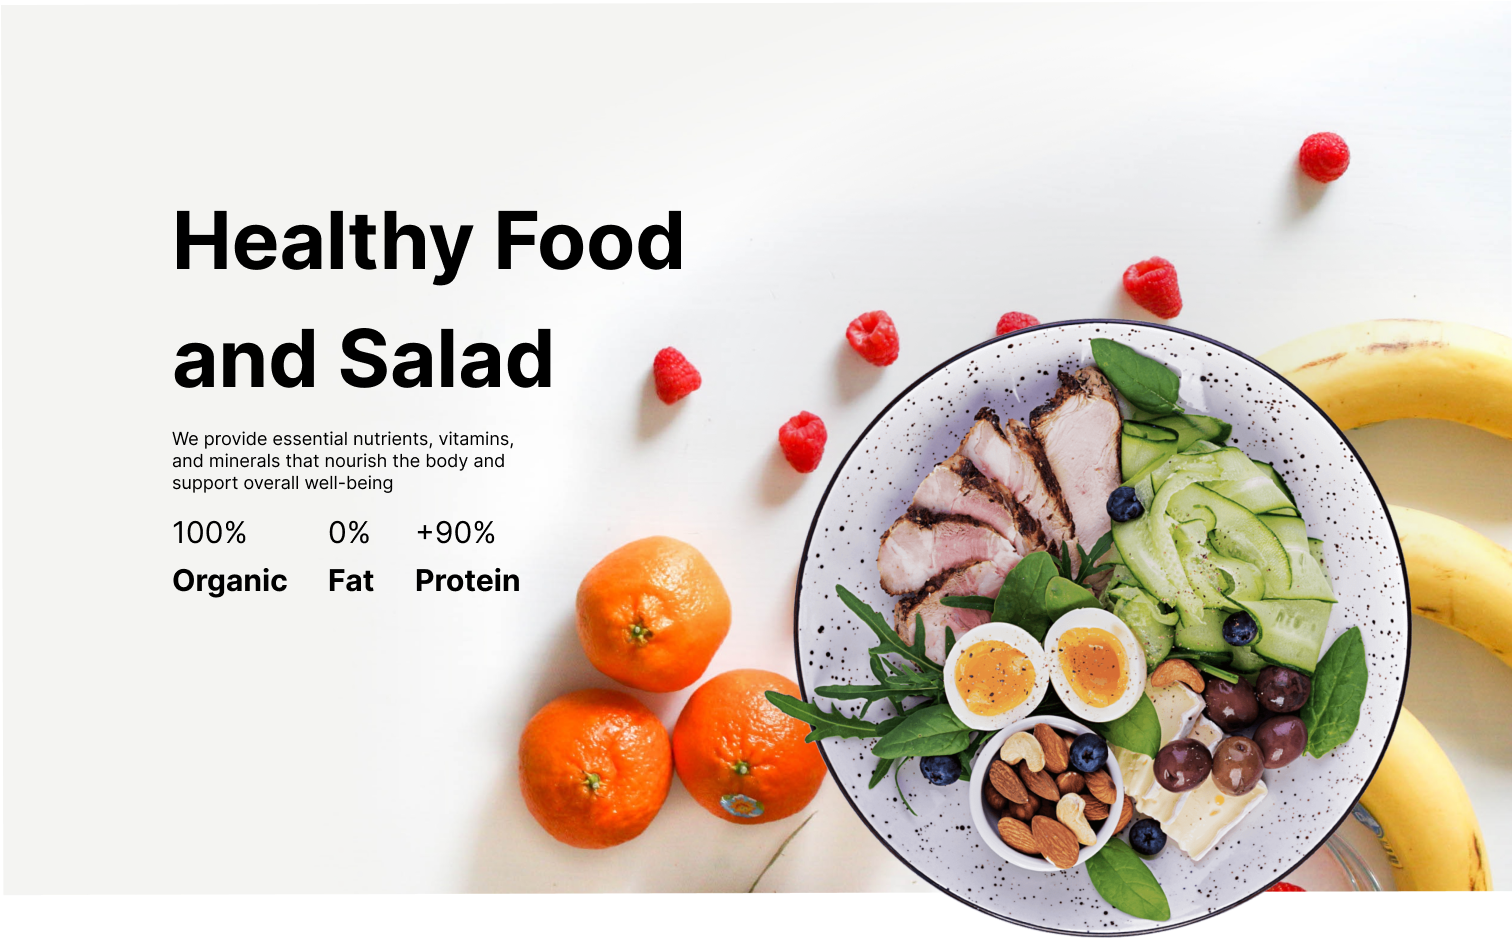 Healthy Food
and Salad
We provide essential nutrients, vitamins,
and minerals that nourish the body and
support overall well-being
100% 0% +90%
Organic Fat Protein